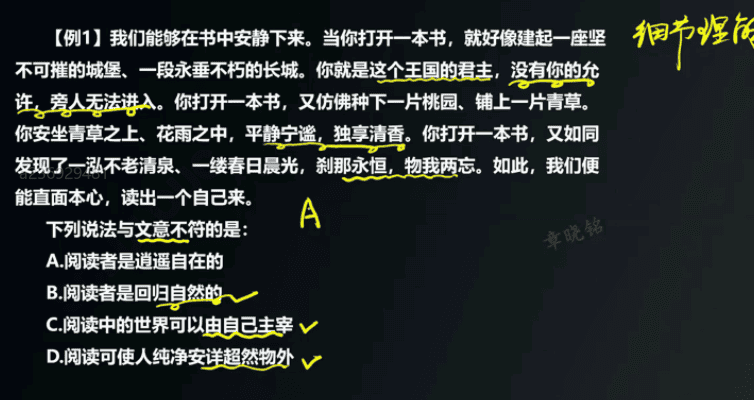 【例1】我们能够在书中安静下来。当你打开一本书，就好像建起一座坚
不可摧的城堡、一段永垂不朽的长城。你就是这个王国的君主，没有你的允
许，旁人无法进入。你打开一本书，又仿佛种下一片桃园、铺上一片青草。
你安坐青草之上、花雨之中，平静宁谧，独享清香。你打开一本书，又如同
发现了一泓不老清泉、一缕春日晨光，刹那永恒，物我两忘。如此，我们便
能直面本心，读出一个自己来。
下列说法与文意不符的是：
A.阅读者是逍遥自在的
B.阅读者是回归自然的
C.阅读中的世界可以由自己主宰
D.阅读可使人纯净安详超然物外
细节理解
A
章晓铭